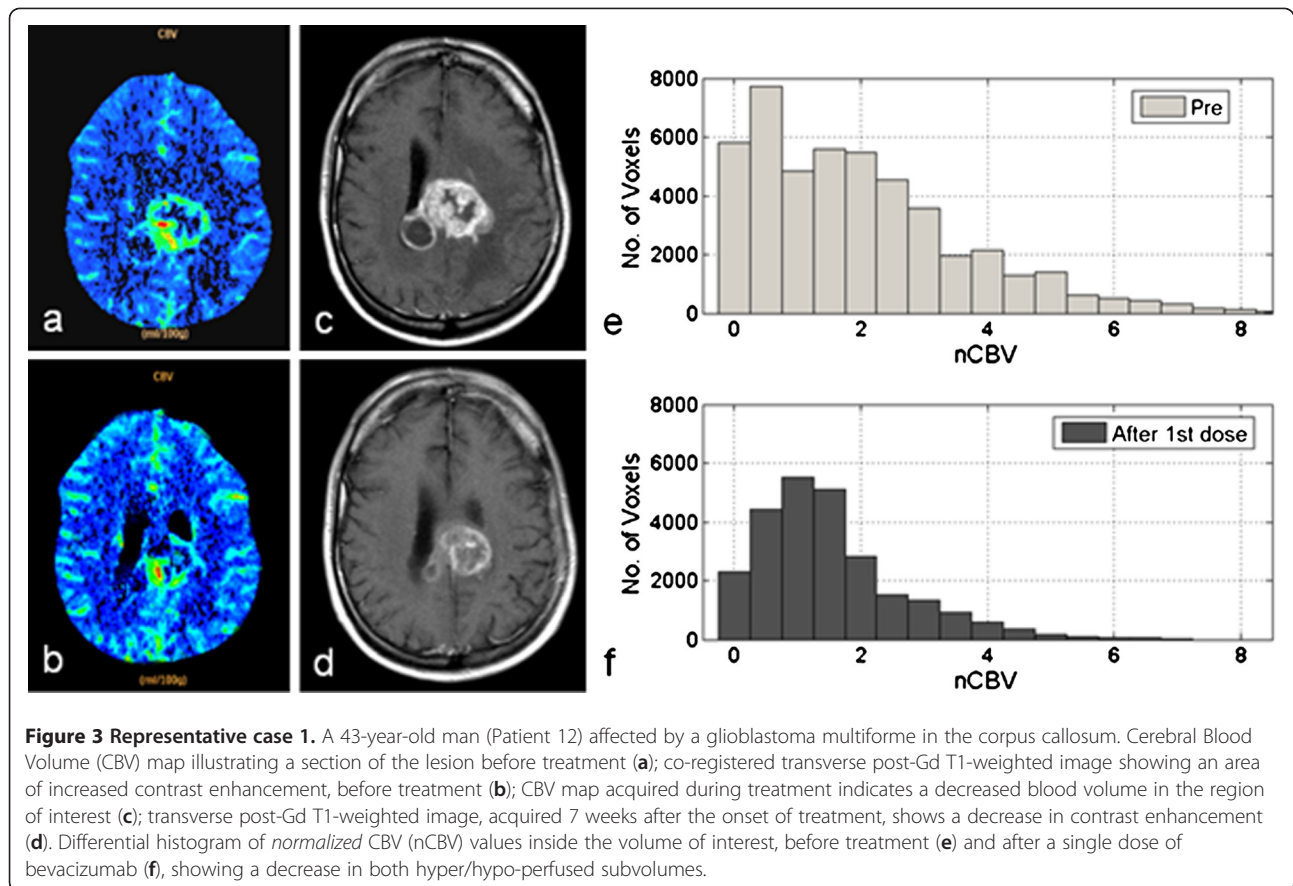 CBV
a
(ml/100g)
c
CBV
b
(ml/100g)
d
8000
6000
4000
2000
0
No. of Voxels
Pre
0 2 4 6 8
nCBV
e
8000
6000
4000
2000
0
No. of Voxels
After 1st dose
0 2 4 6 8
nCBV
f
Figure 3 Representative case 1. A 43-year-old man (Patient 12) affected by a glioblastoma multiforme in the corpus callosum. Cerebral Blood
Volume (CBV) map illustrating a section of the lesion before treatment (a); co-registered transverse post-Gd T1-weighted image showing an area
of increased contrast enhancement, before treatment (b); CBV map acquired during treatment indicates a decreased blood volume in the region
of interest (c); transverse post-Gd T1-weighted image, acquired 7 weeks after the onset of treatment, shows a decrease in contrast enhancement
(d). Differential histogram of normalized CBV (nCBV) values inside the volume of interest, before treatment (e) and after a single dose of
bevacizumab (f), showing a decrease in both hyper/hypo-perfused subvolumes.